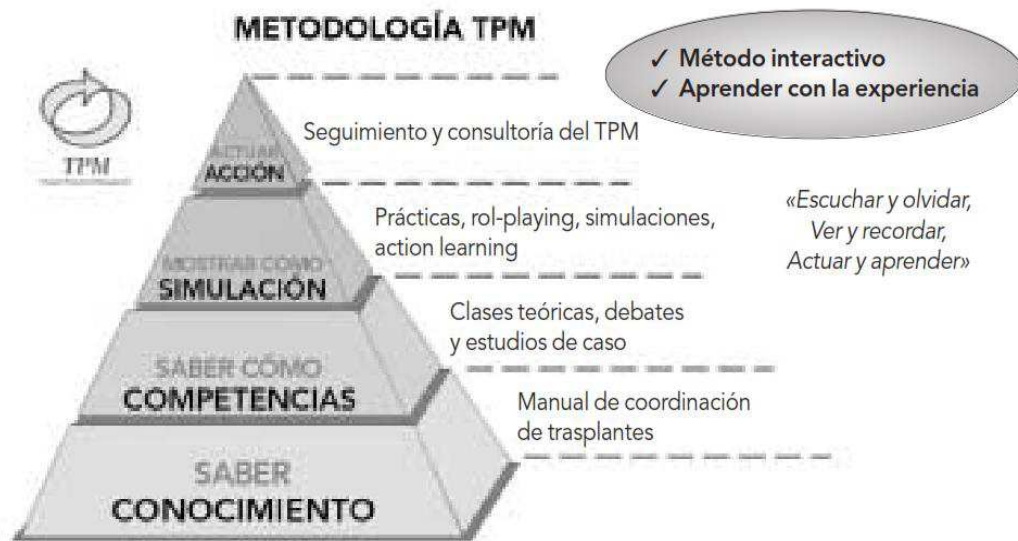 METODOLOGÍA TPM
✓ Método interactivo
✓ Aprender con la experiencia
TPM
Seguimiento y consultoría del TPM
ACTUAR
ACCIÓN
Prácticas, rol-playing, simulaciones,
action learning
«Escuchar y olvidar,
Ver y recordar,
Actuar y aprender»
MOSTRAR COMO
SIMULACIÓN
Clases teóricas, debates
y estudios de caso
SABER CÓMO
COMPETENCIAS
Manual de coordinación
de trasplantes
SABER
CONOCIMIENTO